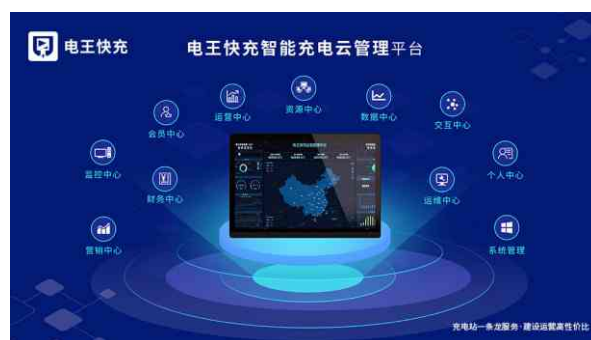 电王快充
电王快充智能充电云管理平台
资源中心
运营中心
数据中心
会员中心
交互中心
监控中心
个人中心
财务中心
运维中心
营销中心
系统管理
充电站一条龙服务·建设运营高性价比